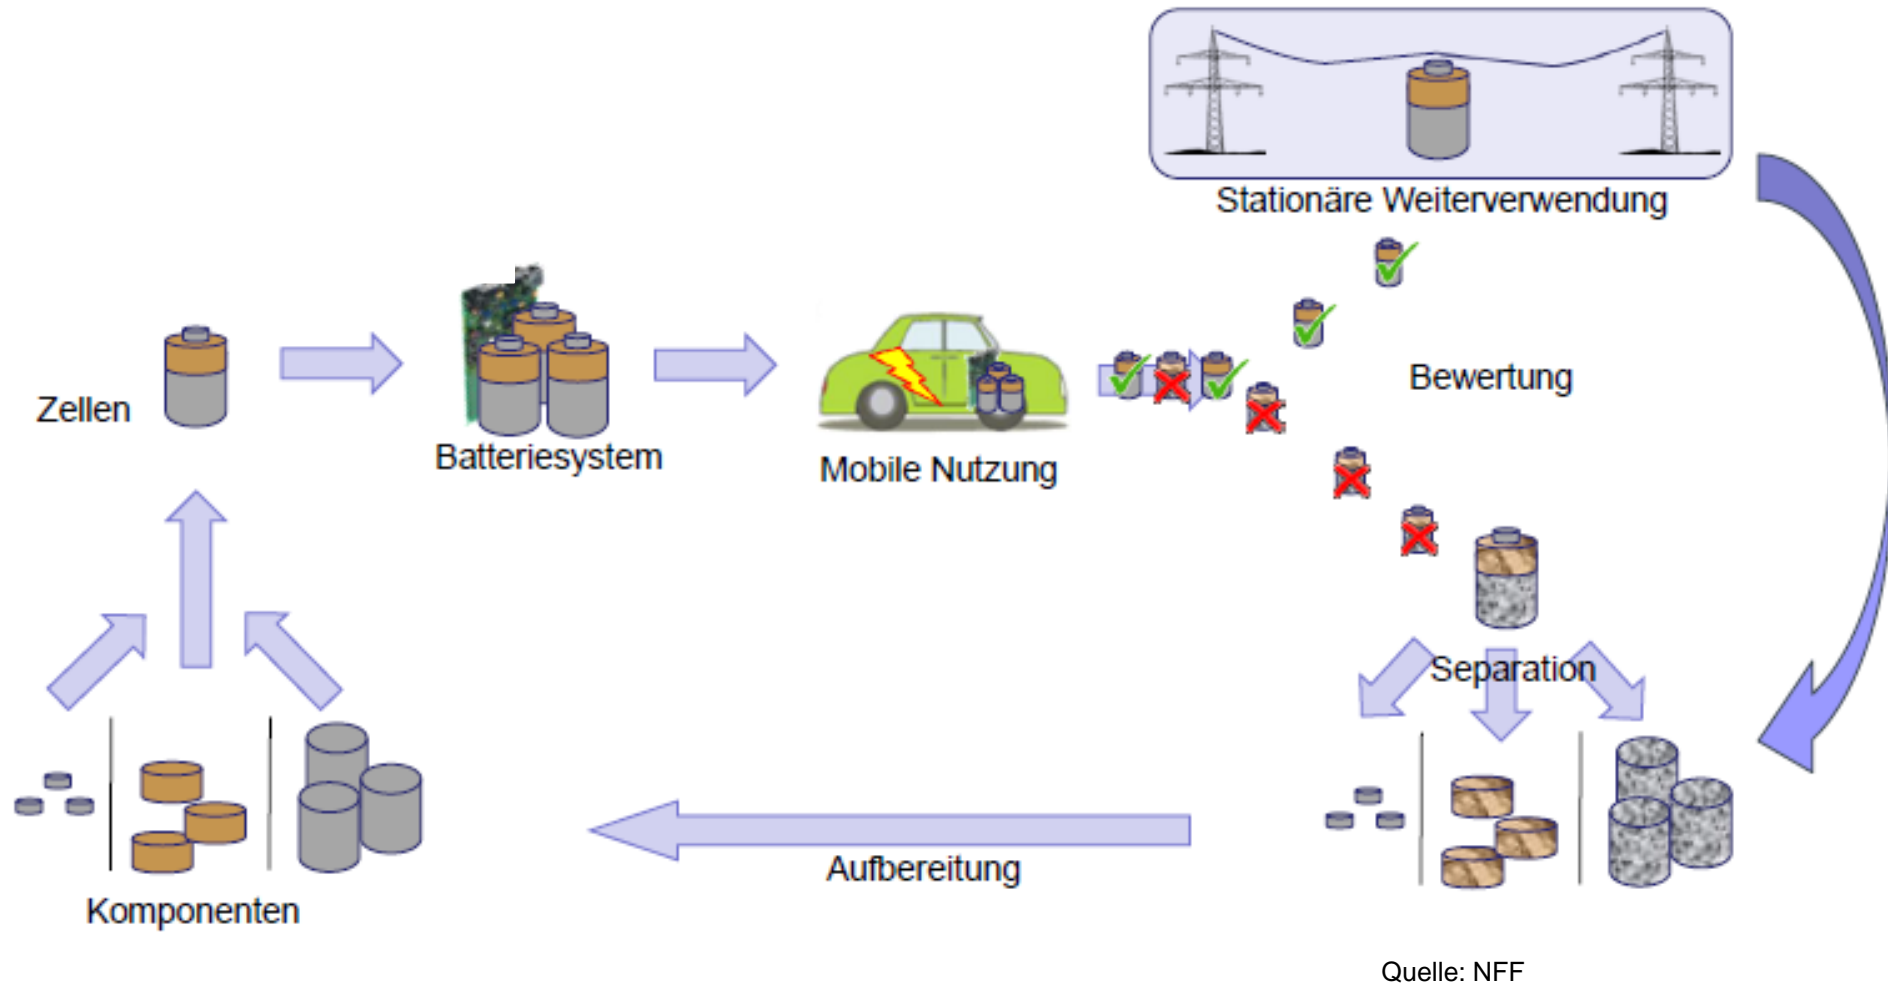 Stationäre Weiterverwendung
Bewertung
Zellen
Batteriesystem
Mobile Nutzung
Separation
Aufbereitung
Komponenten
Quelle: NFF